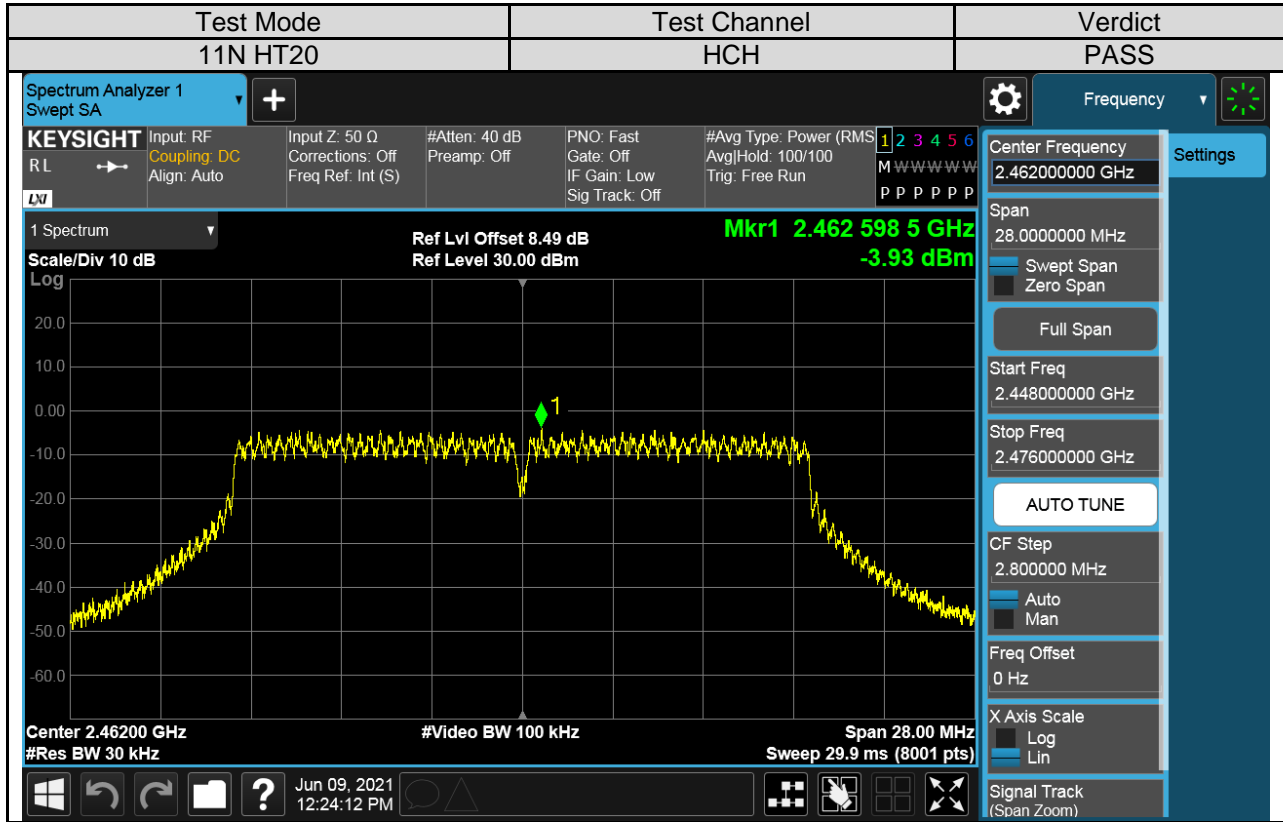 Test Mode Test Channel Verdict
11N HT20 HCH PASS
Spectrum Analyzer 1
Swept SA
Frequency
KEYSIGHT Input: RF Input Z: 50 Ω #Atten: 40 dB PNO: Fast #Avg Type: Power (RMS 1 2 3 4 5 6
R L Coupling: DC Corrections: Off Preamp: Off Gate: Off Avg|Hold: 100/100 M W W W W W
Align: Auto Freq Ref: Int (S) IF Gain: Low Trig: Free Run
LXI Sig Track: Off P P P P P P
1 Spectrum Ref Lvl Offset 8.49 dB Mkr1 2.462 598 5 GHz
Scale/Div 10 dB Ref Level 30.00 dBm -3.93 dBm
Log
20.0
10.0
0.00
1
-10.0
-20.0
-30.0
-40.0
-50.0
-60.0
Center 2.46200 GHz #Video BW 100 kHz Span 28.00 MHz
#Res BW 30 kHz Sweep 29.9 ms (8001 pts)
?
Jun 09, 2021
12:24:12 PM
Center Frequency
2.462000000 GHz
Settings
Span
28.0000000 MHz
Swept Span
Zero Span
Full Span
Start Freq
2.448000000 GHz
Stop Freq
2.476000000 GHz
AUTO TUNE
CF Step
2.800000 MHz
Auto
Man
Freq Offset
0 Hz
X Axis Scale
Log
Lin
Signal Track
(Span Zoom)